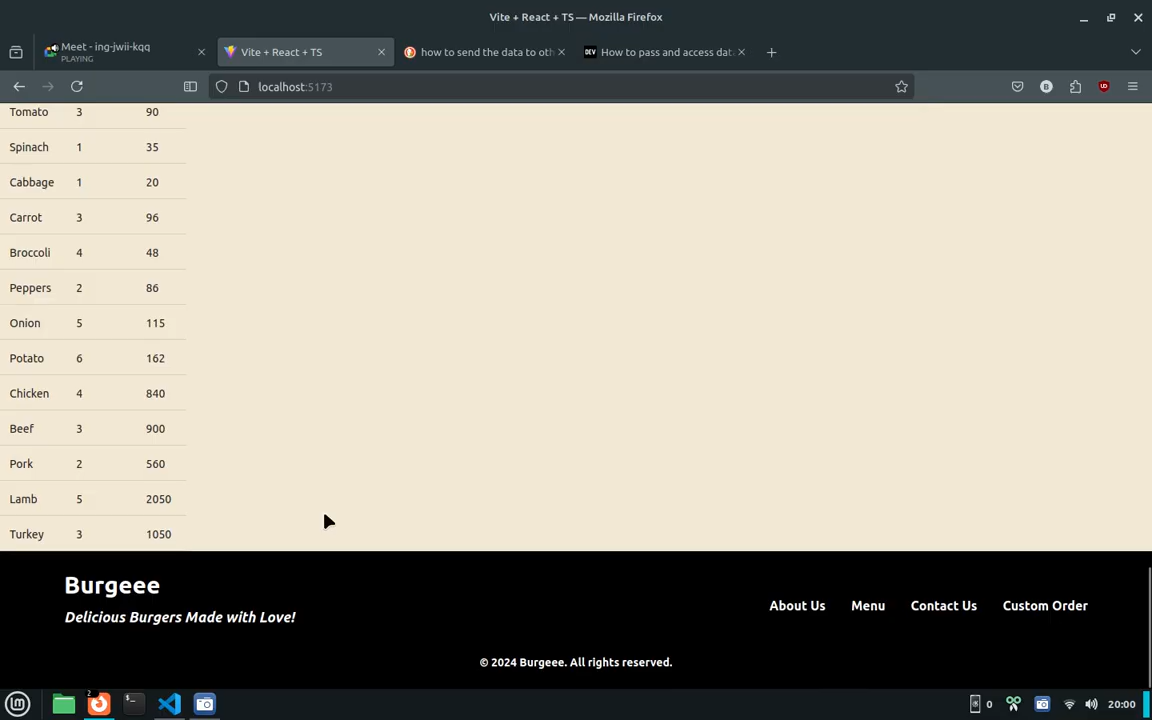 Vite + React + TS — Mozilla Firefox
Meet - ing-jwii-kqq
PLAYING
Vite + React + TS
how to send the data to oth
How to pass and access dat
localhost:5173
Tomato 3 90
Spinach 1 35
Cabbage 1 20
Carrot 3 96
Broccoli 4 48
Peppers 2 86
Onion 5 115
Potato 6 162
Chicken 4 840
Beef 3 900
Pork 2 560
Lamb 5 2050
Turkey 3 1050
Burgeee
Delicious Burgers Made with Love!
About Us Menu Contact Us Custom Order
© 2024 Burgeee. All rights reserved.
0 20:00